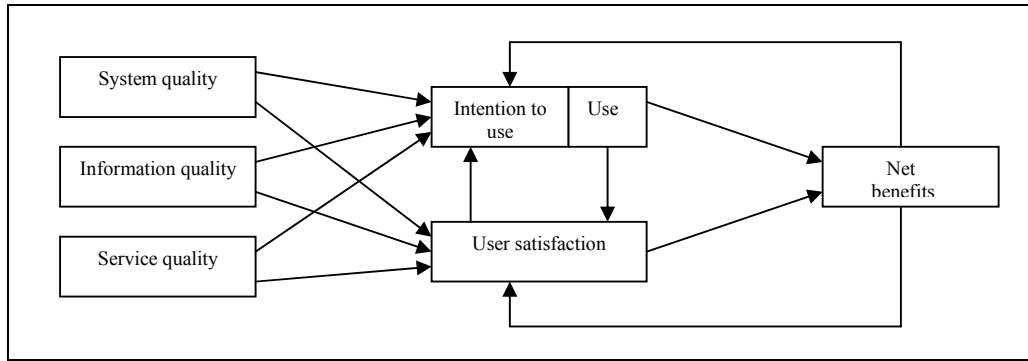 System quality
Information quality
Service quality
Intention to
use
Use
User satisfaction
Net
benefits